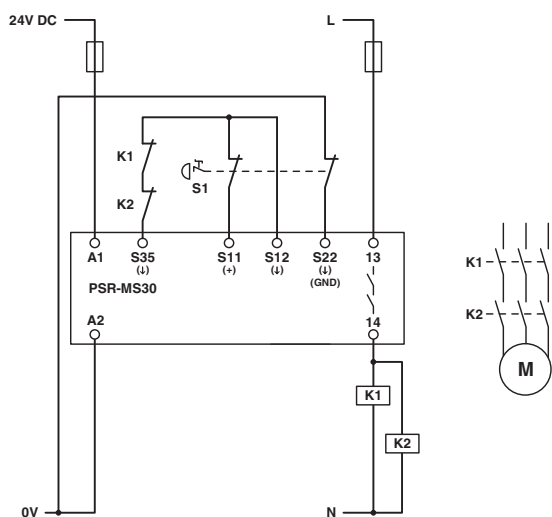 24V DC
L
K1
K2
S1
A1 S35 S11 S12 S22 13
(↓) (+) (↓) (↓)
(GND)
PSR-MS30
A2
14
K1
K2
0V
N
K1
K2
M